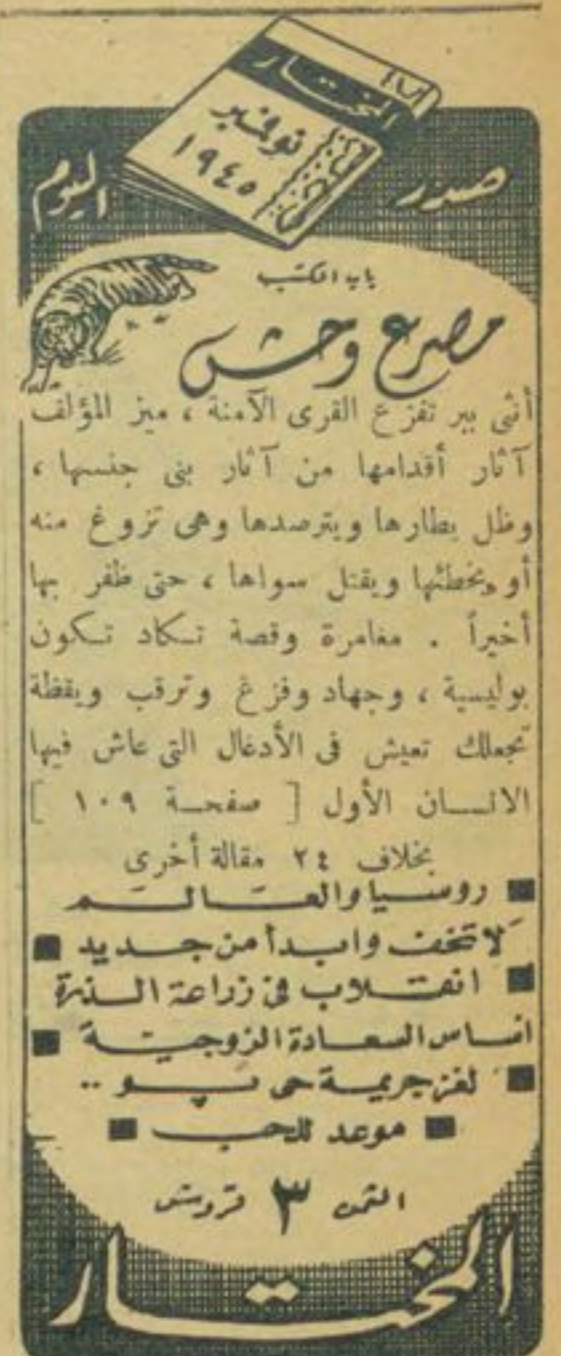 المختار
نوفمبر
١٩٤٥
صدر اليوم
باب الكتب
مصرع وحش
أنثى ببر تفزع القرى الآمنة ، ميز المؤلف
آثار أقدامها من آثار بنى جنسها ،
وظل يطاردها ويترصدها وهى تزوغ منه
أو يخطئها ويقتل سواها ، حتى ظفر بها
أخيراً . مغامرة وقصة تكاد تكون
بوليسية ، وجهاد وفزع وترقب ويقظة
تجعلك تعيش فى الأدغال التى عاش فيها
الانسان الأول [ صفحة ١٠٩ ]
بخلاف ٢٤ مقالة أخرى
■ روسيا والعالم
لا تخف وابدأ من جديد ■
■ انقلاب فى زراعة الذرة
اساس السعادة الزوجية ■
■ لغز جريمة حى ..
■ موعد للحب ■
الثمن ٣ قروش
المختار